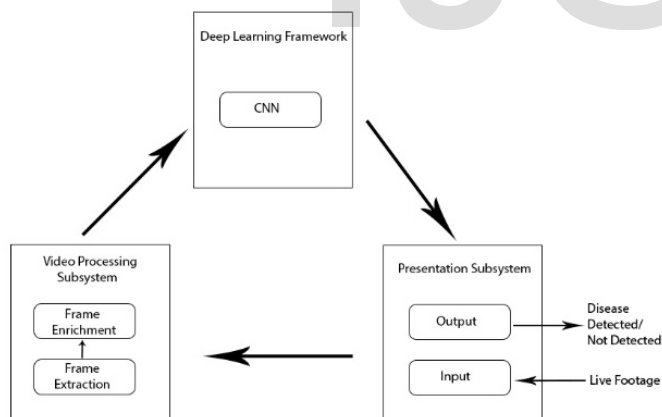 Deep Learning Framework
CNN
Video Processing
Subsystem
Frame
Enrichment
Frame
Extraction
Presentation Subsystem
Output
Input
Disease
Detected/
Not Detected
Live Footage